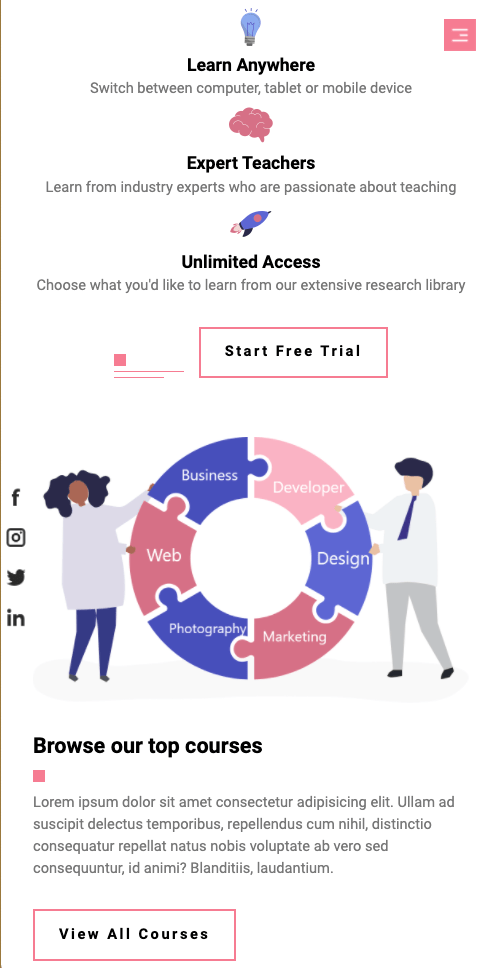 Learn Anywhere
Switch between computer, tablet or mobile device
Expert Teachers
Learn from industry experts who are passionate about teaching
Unlimited Access
Choose what you'd like to learn from our extensive research library
Start Free Trial
Business
Developer
Web
Design
Photography
Marketing
Browse our top courses
Lorem ipsum dolor sit amet consectetur adipisicing elit. Ullam ad
suscipit delectus temporibus, repellendus cum nihil, distinctio
consequatur repellat natus nobis voluptate ab vero sed
consequuntur, id animi? Blanditiis, laudantium.
View All Courses